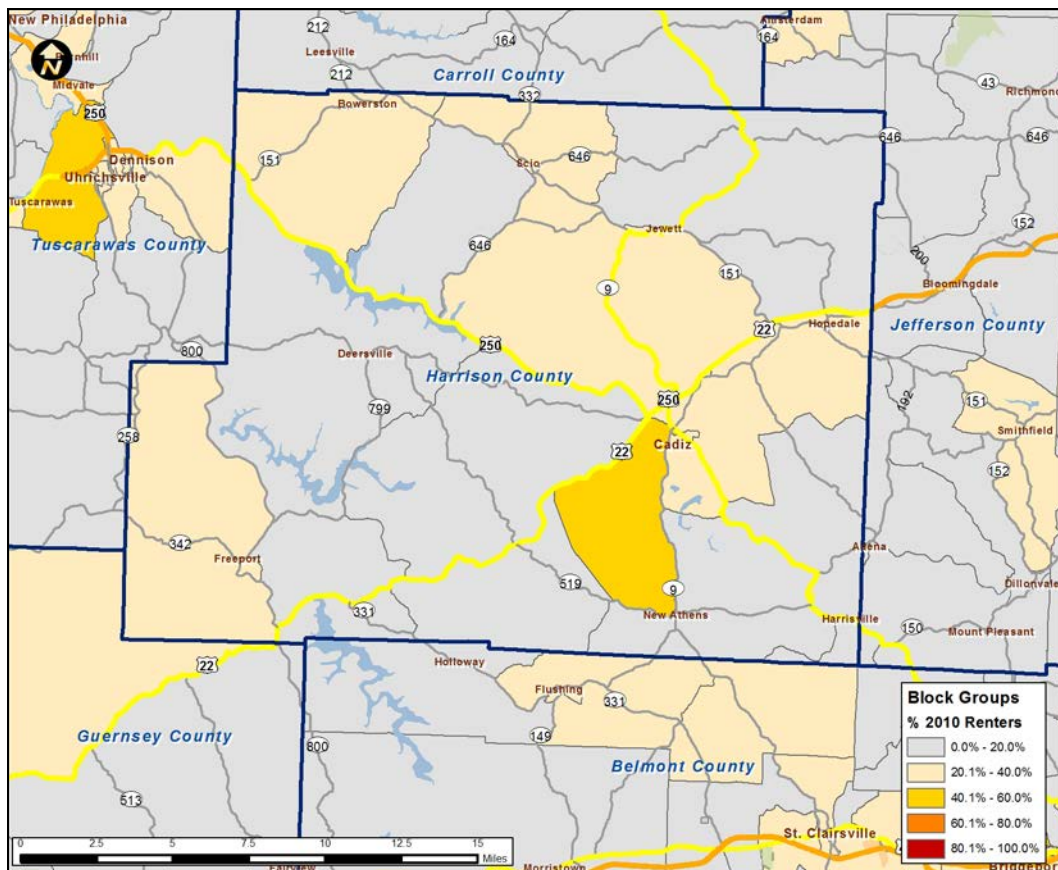 New Philadelphia
212
Leesville
164
Amsterdam
164
N
Midvale
212
Carroll County
332
43
Richmond
250
Bowerston
646
646
151
Scio
646
Dennison
Uhrichsville
Tuscarawas
Tuscarawas County
646
Jewett
151
152
200
9
Bloomingdale
22
Hopedale
Jefferson County
800
Deersville
250
Harrison County
799
250
192
151
258
22
Cadiz
Smithfield
152
342
Freeport
519
9
Dillonvale
331
New Athens
Harrisville
150
Mount Pleasant
22
Holloway
Flushing
331
Guernsey County
800
149
Belmont County
513
Block Groups
% 2010 Renters
0.0% - 20.0%
20.1% - 40.0%
40.1% - 60.0%
60.1% - 80.0%
80.1% - 100.0%
St. Clairsville
0 2.5 5 10 15
Miles
Fairview
Morristown
Bridgeport